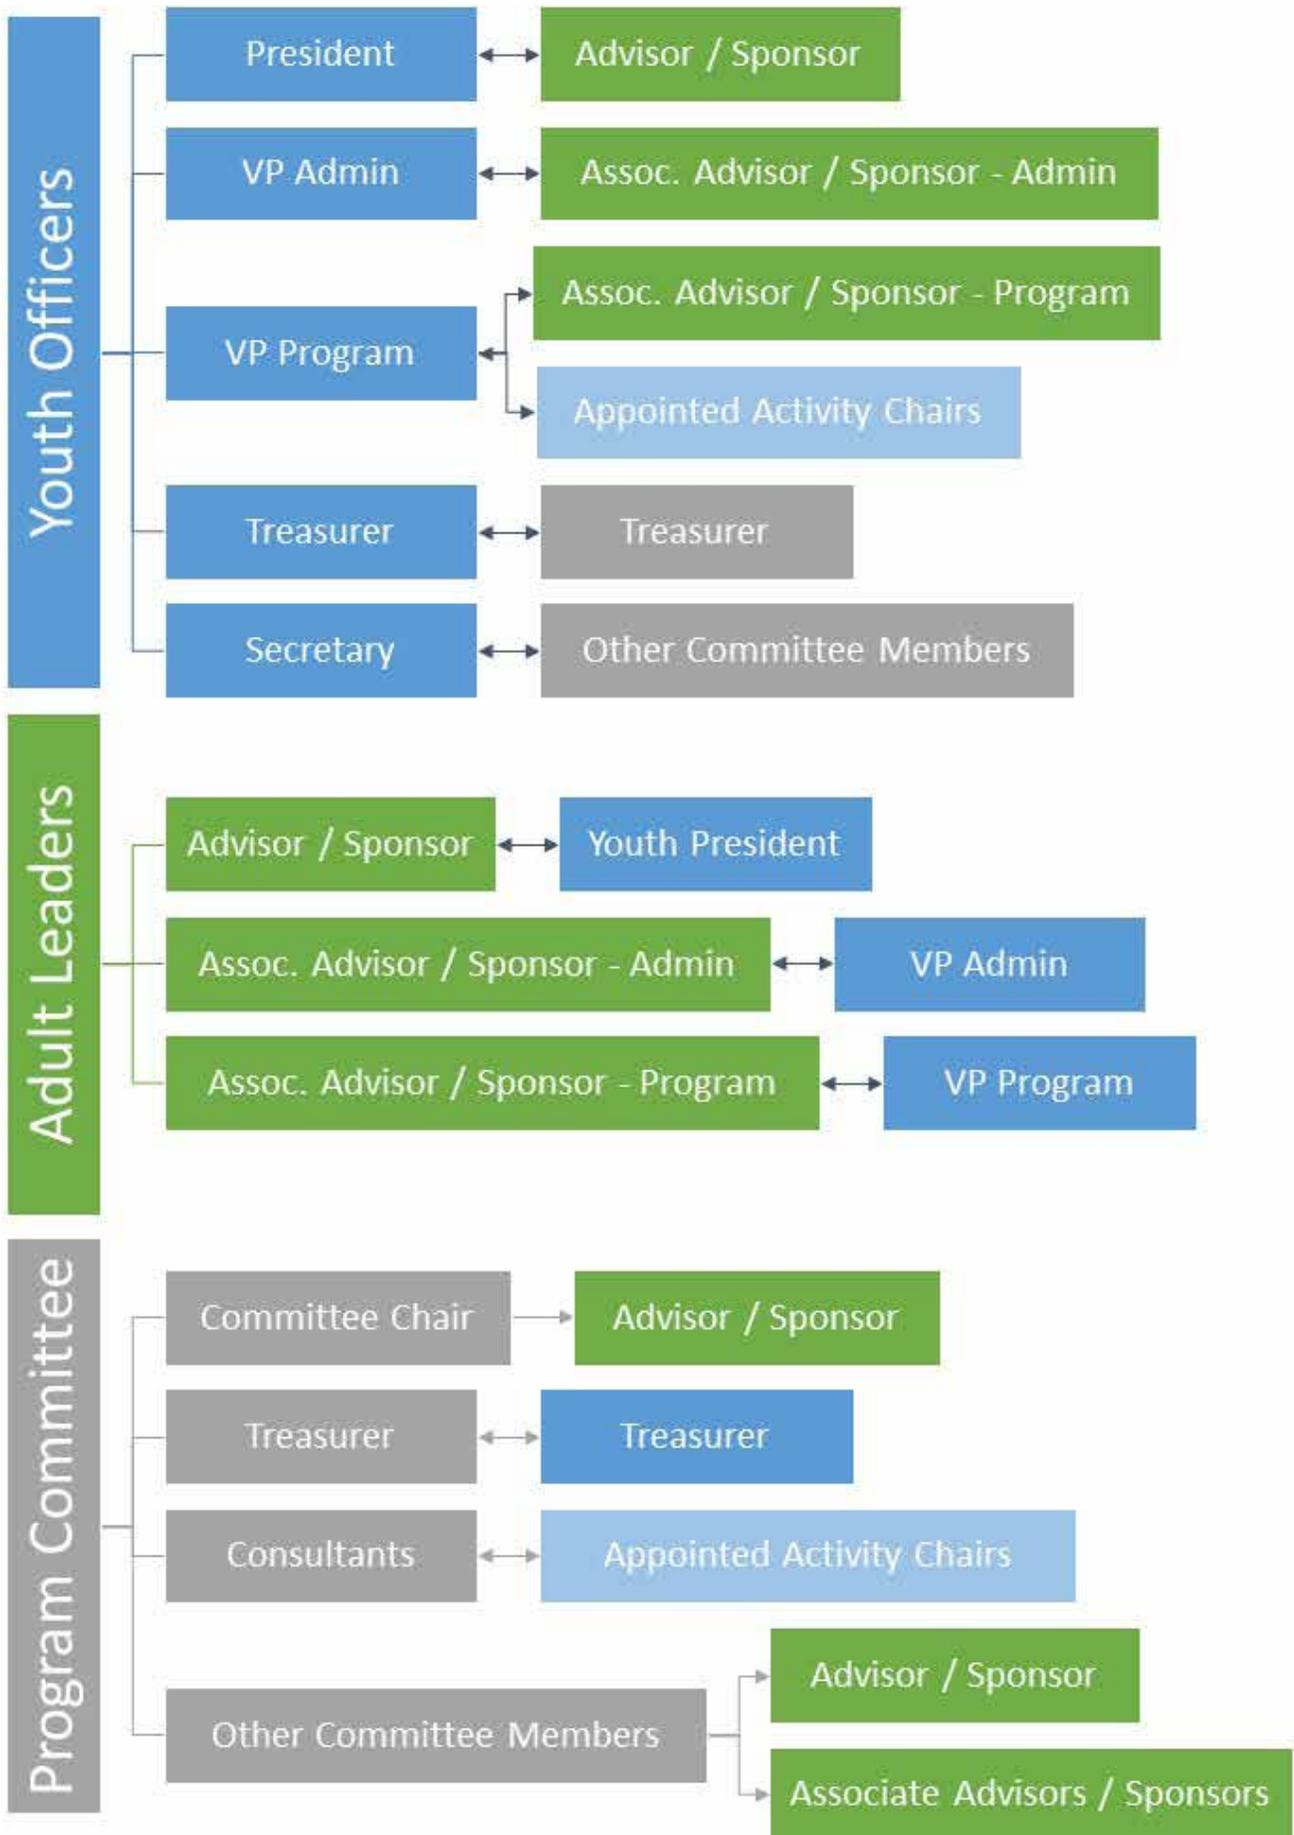 Youth Officers
President
Advisor / Sponsor
VP Admin
Assoc. Advisor / Sponsor - Admin
VP Program
Assoc. Advisor / Sponsor - Program
Appointed Activity Chairs
Treasurer
Treasurer
Secretary
Other Committee Members
Adult Leaders
Advisor / Sponsor
Youth President
Assoc. Advisor / Sponsor - Admin
VP Admin
Assoc. Advisor / Sponsor - Program
VP Program
Program Committee
Committee Chair
Advisor / Sponsor
Treasurer
Treasurer
Consultants
Appointed Activity Chairs
Other Committee Members
Advisor / Sponsor
Associate Advisors / Sponsors